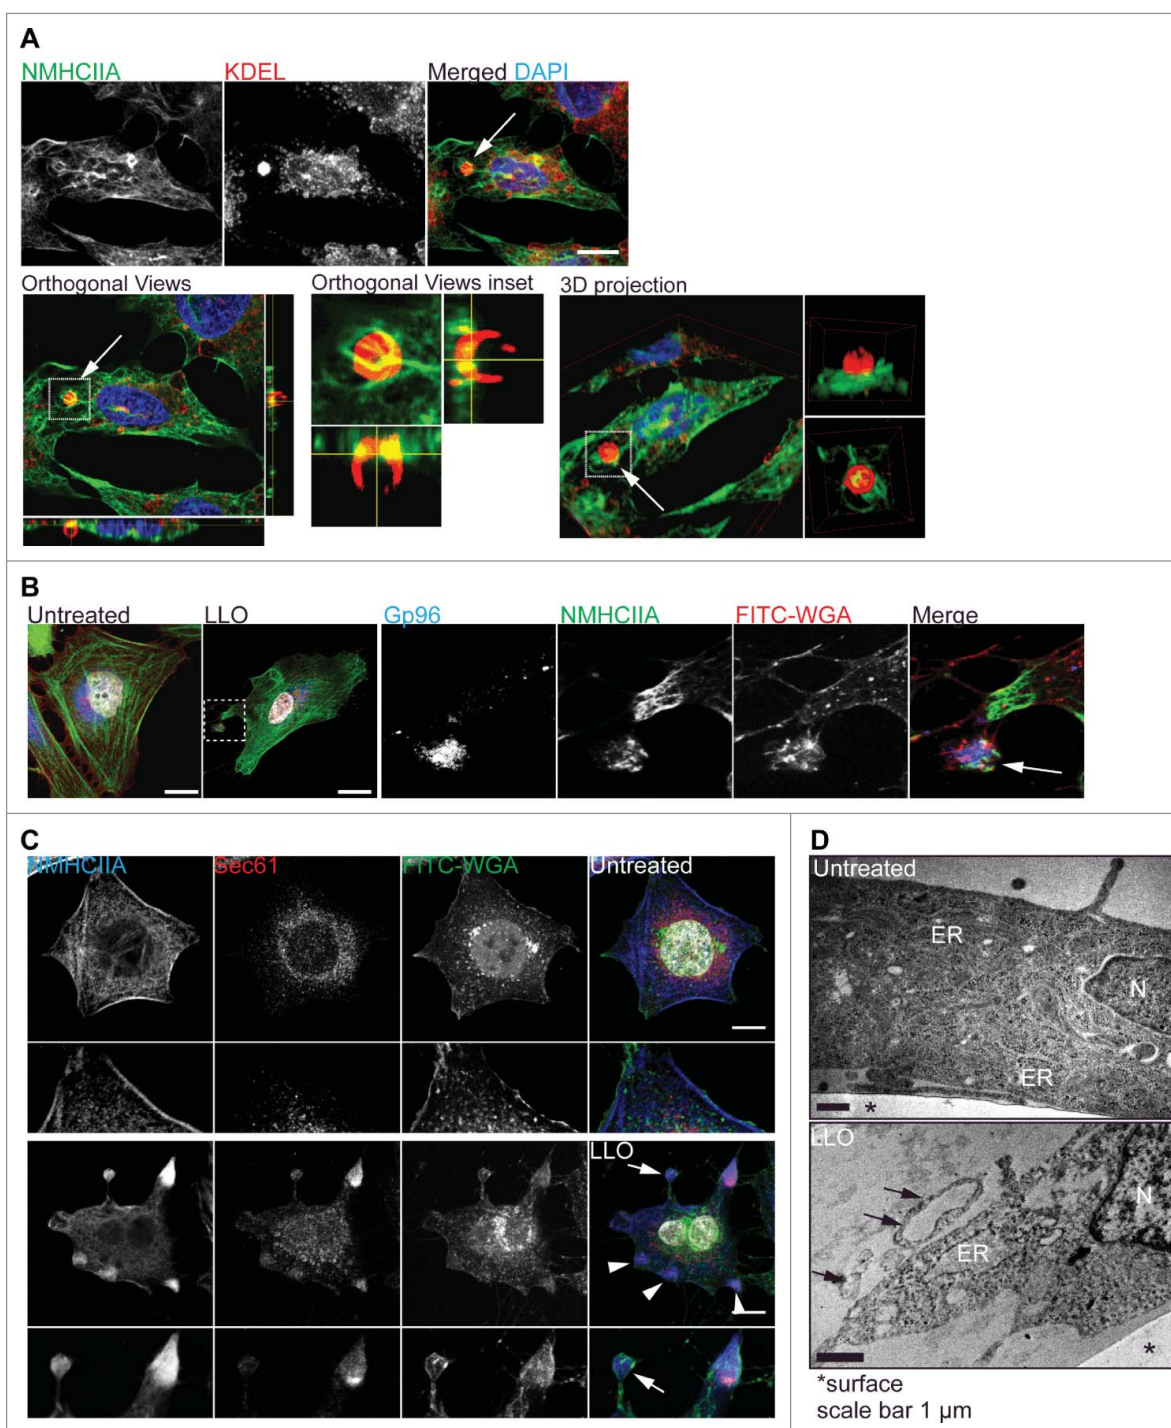 A
NMHCIIA KDEL Merged DAPI
Orthogonal Views Orthogonal Views inset 3D projection
B
Untreated LLO Gp96 NMHCIIA FITC-WGA Merge
C
NMHCIIA Sec61 FITC-WGA Untreated
LLO
D
Untreated
ER
N
ER
*
LLO
N
ER
*
*surface
scale bar 1 µm